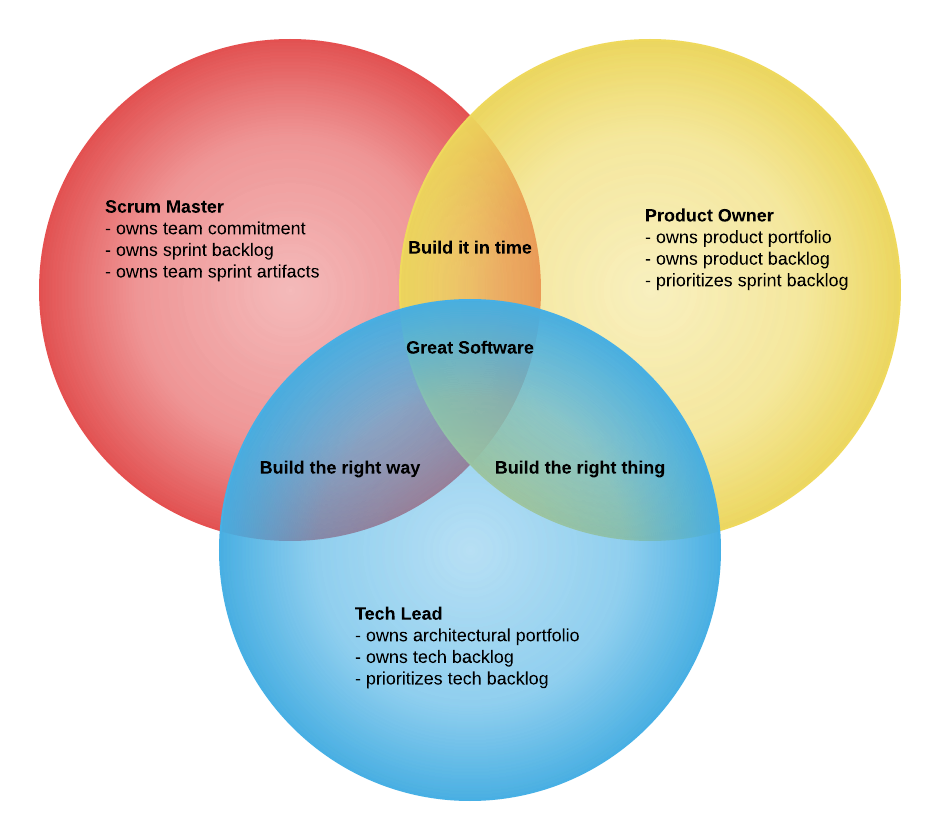 Scrum Master
- owns team commitment
- owns sprint backlog
- owns team sprint artifacts
Product Owner
- owns product portfolio
- owns product backlog
- prioritizes sprint backlog
Build it in time
Great Software
Build the right way
Build the right thing
Tech Lead
- owns architectural portfolio
- owns tech backlog
- prioritizes tech backlog